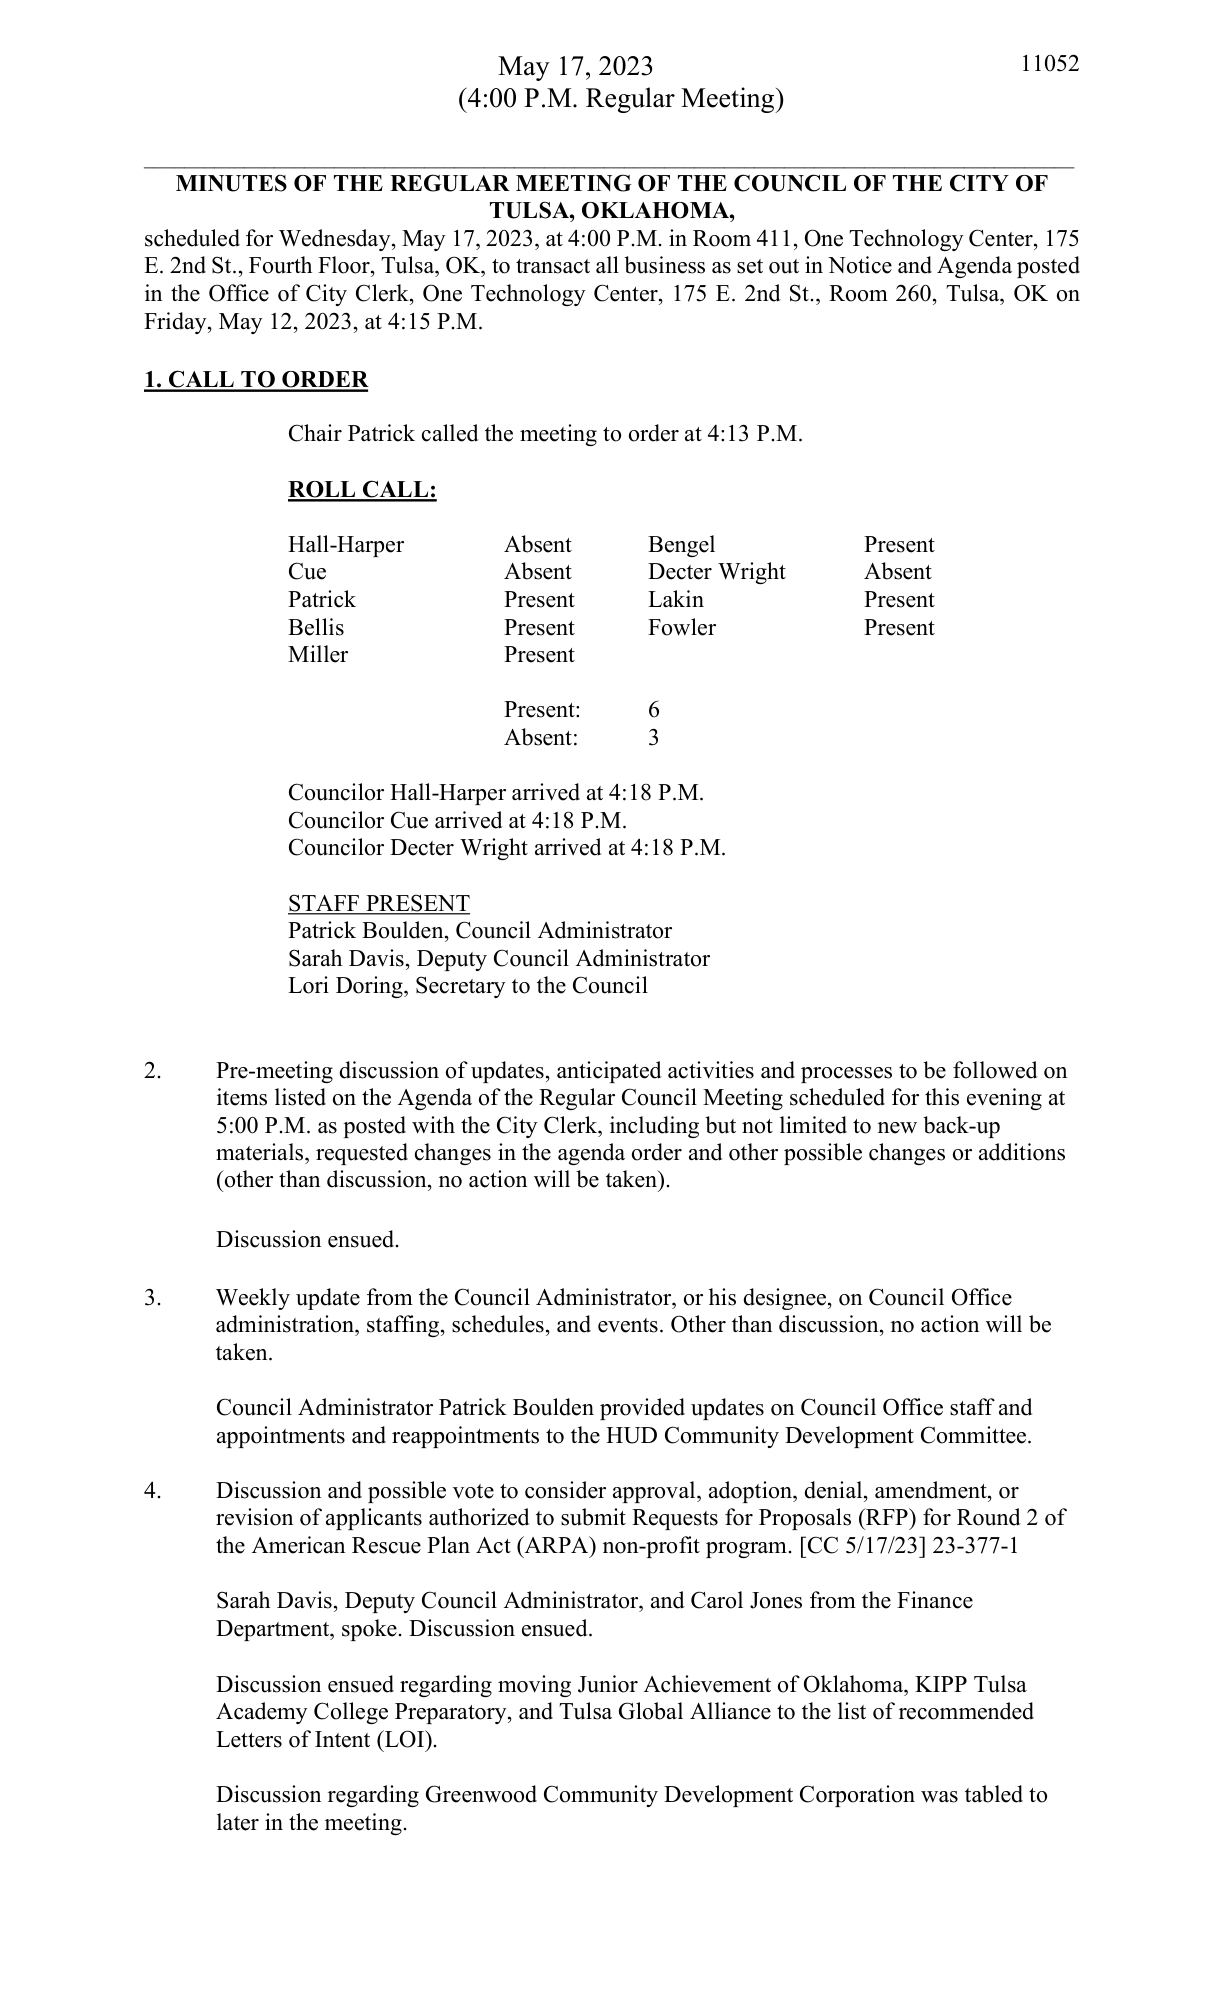 May 17, 2023 11052
(4:00 P.M. Regular Meeting)
MINUTES OF THE REGULAR MEETING OF THE COUNCIL OF THE CITY OF
TULSA, OKLAHOMA,
scheduled for Wednesday, May 17, 2023, at 4:00 P.M. in Room 411, One Technology Center, 175
E. 2nd St., Fourth Floor, Tulsa, OK, to transact all business as set out in Notice and Agenda posted
in the Office of City Clerk, One Technology Center, 175 E. 2nd St., Room 260, Tulsa, OK on
Friday, May 12, 2023, at 4:15 P.M.
1. CALL TO ORDER
Chair Patrick called the meeting to order at 4:13 P.M.
ROLL CALL:
Hall-Harper Absent Bengel Present
Cue Absent Decter Wright Absent
Patrick Present Lakin Present
Bellis Present Fowler Present
Miller Present
Present: 6
Absent: 3
Councilor Hall-Harper arrived at 4:18 P.M.
Councilor Cue arrived at 4:18 P.M.
Councilor Decter Wright arrived at 4:18 P.M.
STAFF PRESENT
Patrick Boulden, Council Administrator
Sarah Davis, Deputy Council Administrator
Lori Doring, Secretary to the Council
2. Pre-meeting discussion of updates, anticipated activities and processes to be followed on
items listed on the Agenda of the Regular Council Meeting scheduled for this evening at
5:00 P.M. as posted with the City Clerk, including but not limited to new back-up
materials, requested changes in the agenda order and other possible changes or additions
(other than discussion, no action will be taken).
Discussion ensued.
3. Weekly update from the Council Administrator, or his designee, on Council Office
administration, staffing, schedules, and events. Other than discussion, no action will be
taken.
Council Administrator Patrick Boulden provided updates on Council Office staff and
appointments and reappointments to the HUD Community Development Committee.
4. Discussion and possible vote to consider approval, adoption, denial, amendment, or
revision of applicants authorized to submit Requests for Proposals (RFP) for Round 2 of
the American Rescue Plan Act (ARPA) non-profit program. [CC 5/17/23] 23-377-1
Sarah Davis, Deputy Council Administrator, and Carol Jones from the Finance
Department, spoke. Discussion ensued.
Discussion ensued regarding moving Junior Achievement of Oklahoma, KIPP Tulsa
Academy College Preparatory, and Tulsa Global Alliance to the list of recommended
Letters of Intent (LOI).
Discussion regarding Greenwood Community Development Corporation was tabled to
later in the meeting.